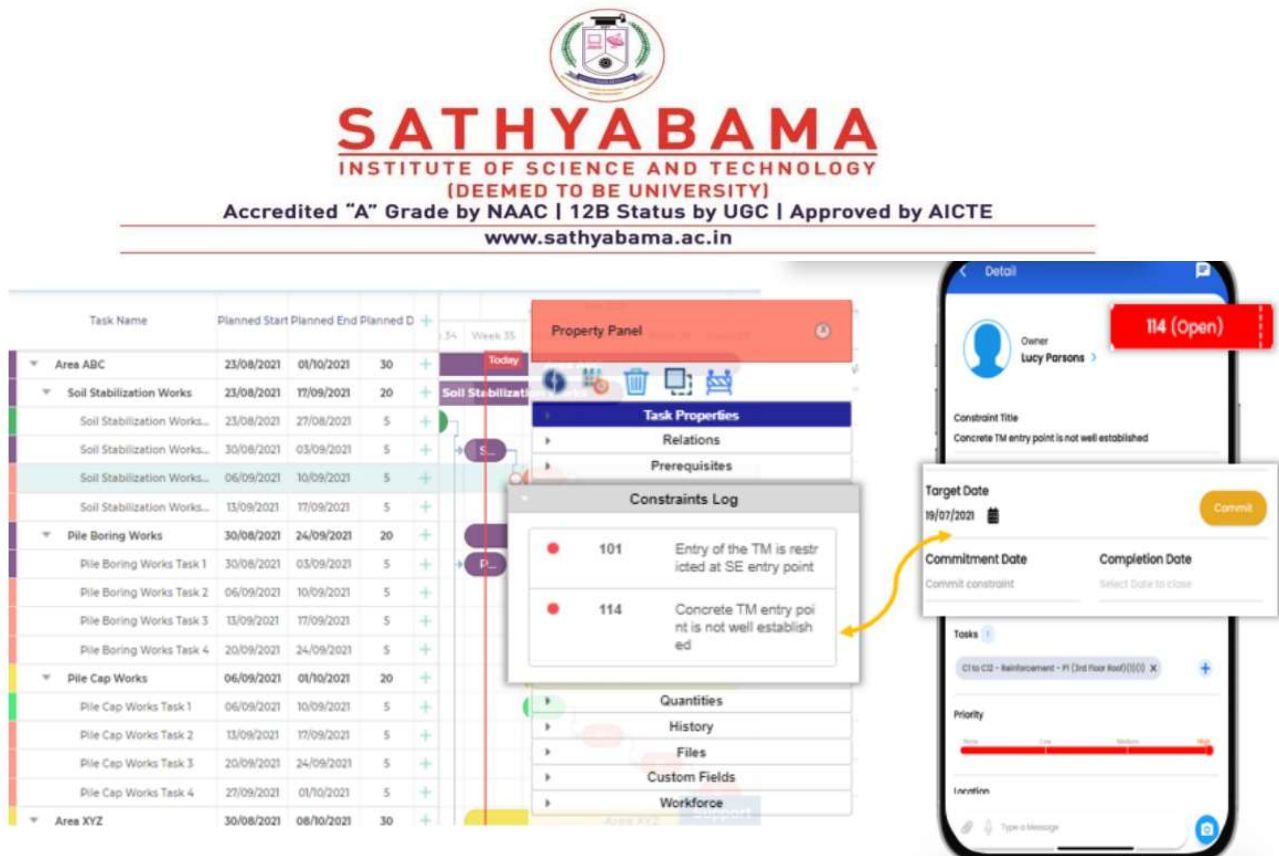 SATHYABAMA
INSTITUTE OF SCIENCE AND TECHNOLOGY
(DEEMED TO BE UNIVERSITY)
Accredited “A” Grade by NAAC | 12B Status by UGC | Approved by AICTE
www.sathyabama.ac.in
Task Name Planned Start Planned End Planned D + 34 Week 35
Area ABC 23/08/2021 01/10/2021 30 + Today
Soil Stabilization Works 23/08/2021 17/09/2021 20 + Soil Stabilization
Soil Stabilization Works... 23/08/2021 27/08/2021 5 +
Soil Stabilization Works... 30/08/2021 03/09/2021 5 + S...
Soil Stabilization Works... 06/09/2021 10/09/2021 5 +
Soil Stabilization Works... 13/09/2021 17/09/2021 5 +
Pile Boring Works 30/08/2021 24/09/2021 20 +
Pile Boring Works Task 1 30/08/2021 03/09/2021 5 + P...
Pile Boring Works Task 2 06/09/2021 10/09/2021 5 +
Pile Boring Works Task 3 13/09/2021 17/09/2021 5 +
Pile Boring Works Task 4 20/09/2021 24/09/2021 5 +
Pile Cap Works 06/09/2021 01/10/2021 20 +
Pile Cap Works Task 1 06/09/2021 10/09/2021 5 +
Pile Cap Works Task 2 13/09/2021 17/09/2021 5 +
Pile Cap Works Task 3 20/09/2021 24/09/2021 5 +
Pile Cap Works Task 4 27/09/2021 01/10/2021 5 +
Area XYZ 30/08/2021 08/10/2021 30 + Area XYZ Support
Property Panel
Task Properties
Relations
Prerequisites
Constraints Log
101 Entry of the TM is restr
icted at SE entry point
114 Concrete TM entry poi
nt is not well establish
ed
Quantities
History
Files
Custom Fields
Workforce
Detail
114 (Open)
Owner
Lucy Parsons
Constraint Title
Concrete TM entry point is not well established
Target Date
19/07/2021 Commit
Commitment Date Completion Date
Commit constraint Select Date to close
Tasks
C1 to C12 - Reinforcement - P1 (3rd Floor Roof)(1)(1) X +
Priority
None Low Medium High
Location
Type a Message